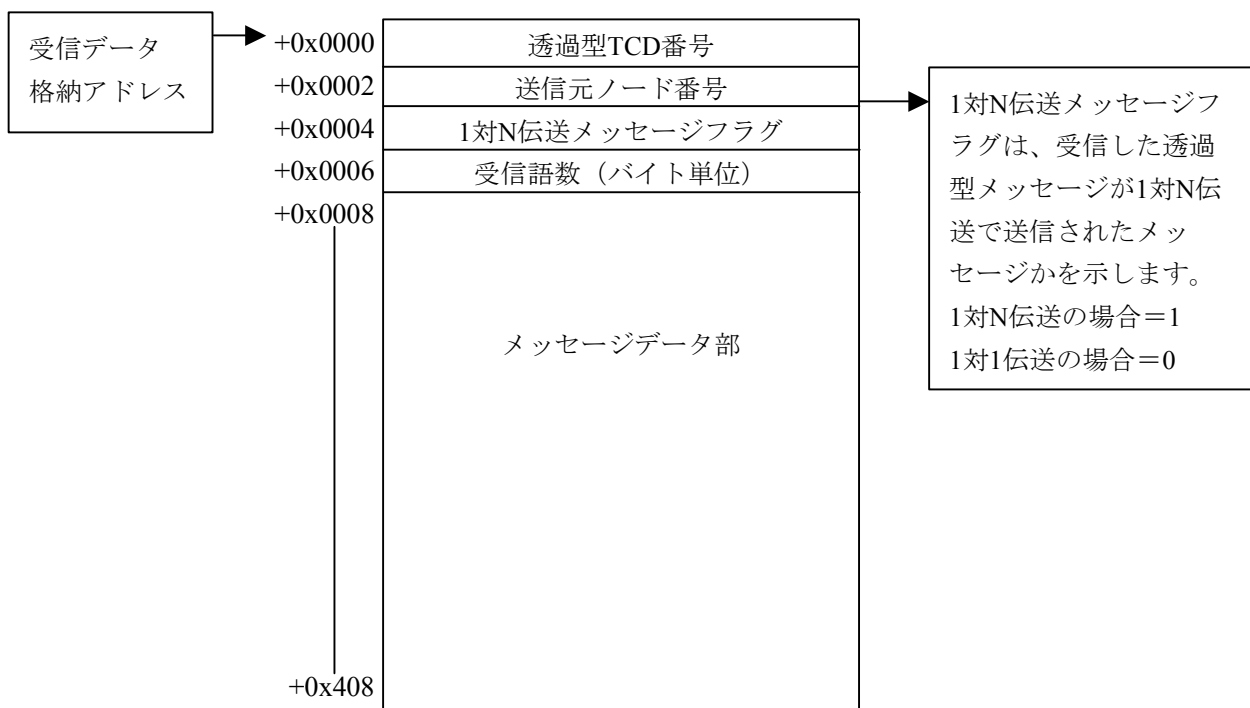 受信データ
格納アドレス
+0x0000
透過型TCD番号
+0x0002
送信元ノード番号
+0x0004
1対N伝送メッセージフラグ
+0x0006
受信語数（バイト単位）
+0x0008
メッセージデータ部
+0x408
1対N伝送メッセージフ
ラグは、受信した透過
型メッセージが1対N伝
送で送信されたメッ
セージかを示します。
1対N伝送の場合＝1
1対1伝送の場合＝0